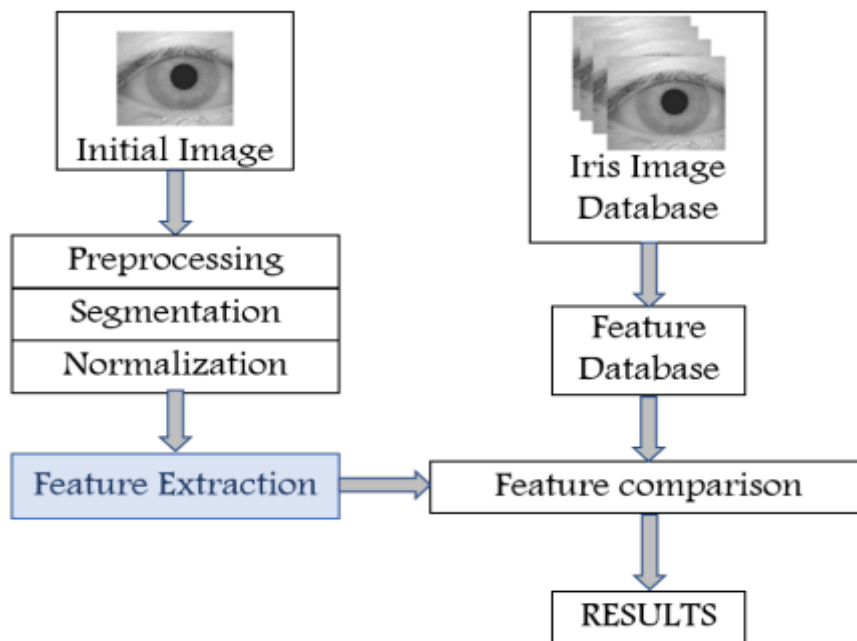 Initial Image
Preprocessing
Segmentation
Normalization
Feature Extraction
Iris Image
Database
Feature
Database
Feature comparison
RESULTS